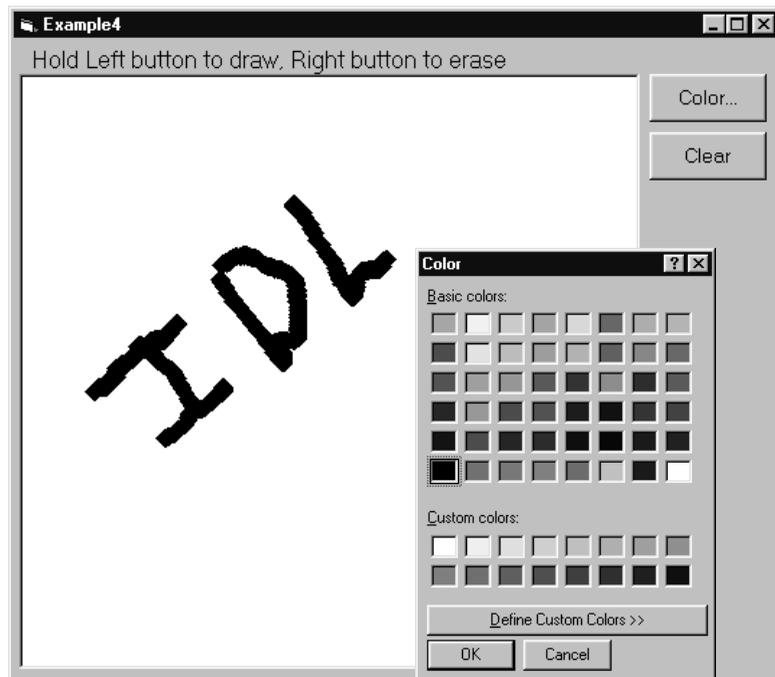 Example4
Hold Left button to draw, Right button to erase
Color...
Clear
IDL
Color
Basic colors:
Custom colors:
Define Custom Colors >>
OK Cancel